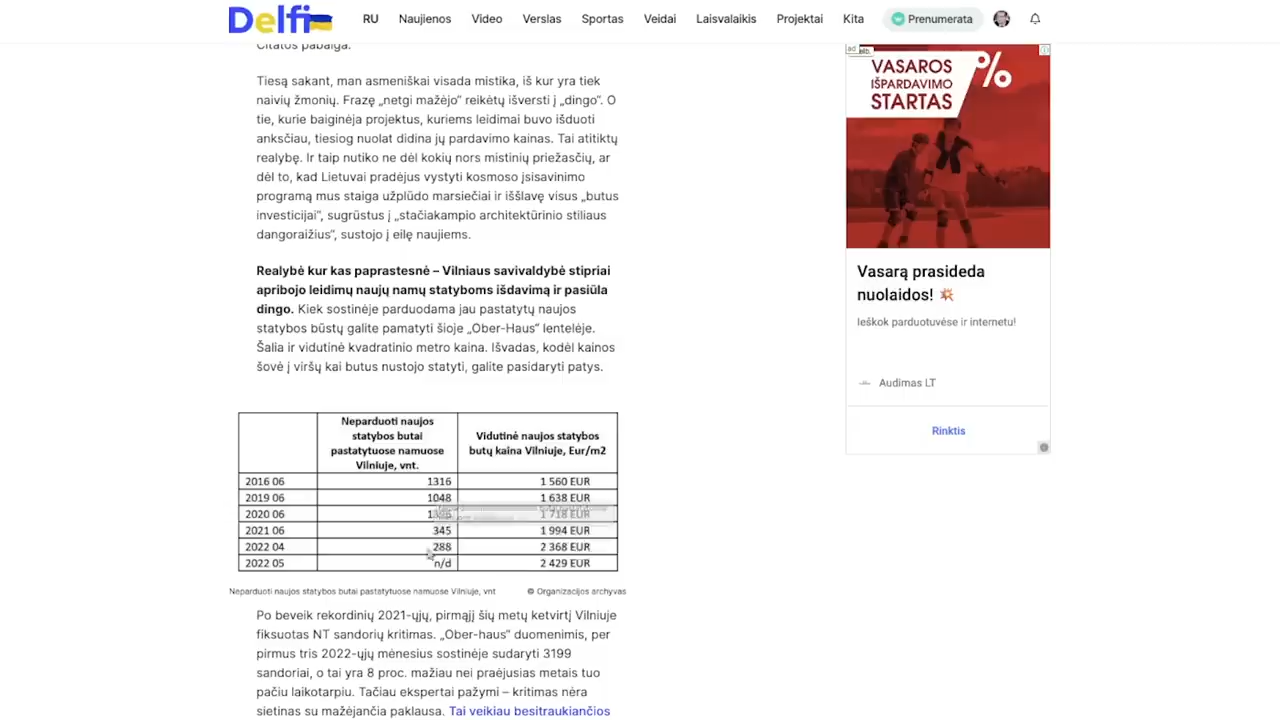 Delfi
RU Naujienos Video Verslas Sportas Veidai Laisvalaikis Projektai Kita Prenumerata
Citatos pabaiga.
Tiesą sakant, man asmeniškai visada mistika, iš kur yra tiek
naivių žmonių. Frazę „netgi mažėjo“ reikėtų išversti į „dingo“. O
tie, kurie baiginėja projektus, kuriems leidimai buvo išduoti
anksčiau, tiesiog nuolat didina jų pardavimo kainas. Tai atitiktų
realybę. Ir taip nutiko ne dėl kokių nors mistinių priežasčių, ar
dėl to, kad Lietuvai pradėjus vystyti kosmoso įsisavinimo
programą mus staiga užplūdo marsiečiai ir iššlavę visus „butus
investicijai“, sugrūstus į „stačiakampio architektūrinio stiliaus
dangoraižius“, sustojo į eilę naujiems.
Realybė kur kas paprastesnė – Vilniaus savivaldybė stipriai
apribojo leidimų naujų namų statyboms išdavimą ir pasiūla
dingo. Kiek sostinėje parduodama jau pastatytų naujos
statybos būstų galite pamatyti šioje „Ober-Haus“ lentelėje.
Šalia ir vidutinė kvadratinio metro kaina. Išvadas, kodėl kainos
šovė į viršų kai butus nustojo statyti, galite pasidaryti patys.
Neparduoti naujos
statybos butai
pastatytuose namuose
Vilniuje, vnt.
Vidutinė naujos statybos
butų kaina Vilniuje, Eur/m2
2016 06 1316 1 560 EUR
2019 06 1048 1 638 EUR
2020 06 1 718 EUR
2021 06 345 1 994 EUR
2022 04 288 2 368 EUR
2022 05 n/d 2 429 EUR
Neparduoti naujos statybos butai pastatytuose namuose Vilniuje, vnt © Organizacijos archyvas
Po beveik rekordinių 2021-ųjų, pirmąjį šių metų ketvirtį Vilniuje
fiksuotas NT sandorių kritimas. „Ober-haus“ duomenimis, per
pirmus tris 2022-ųjų mėnesius sostinėje sudaryti 3199
sandoriai, o tai yra 8 proc. mažiau nei praėjusias metais tuo
pačiu laikotarpiu. Tačiau ekspertai pažymi – kritimas nėra
sietinas su mažėjančia paklausa. Tai veikiau besitraukiančios
ad
VASAROS
IŠPARDAVIMO
STARTAS
%
Vasarą prasideda
nuolaidos!
Ieškok parduotuvėse ir internetu!
Audimas LT
Rinktis